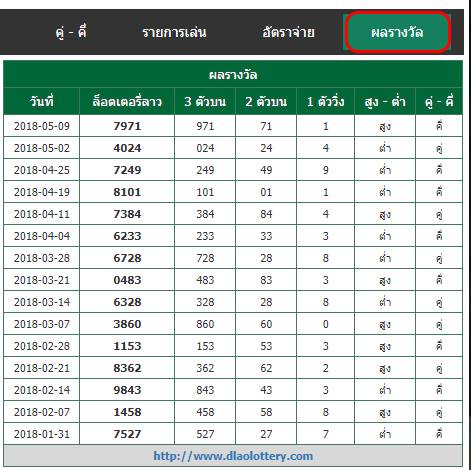 คู่ - คี่ รายการเล่น อัตราจ่าย ผลรางวัล
ผลรางวัล
วันที่ ล็อตเตอรี่ลาว 3 ตัวบน 2 ตัวบน 1 ตัววิ่ง สูง - ต่ำ คู่ - คี่
2018-05-09 7971 971 71 1 สูง คี่
2018-05-02 4024 024 24 4 ต่ำ คู่
2018-04-25 7249 249 49 9 ต่ำ คี่
2018-04-19 8101 101 01 1 ต่ำ คี่
2018-04-11 7384 384 84 4 สูง คู่
2018-04-04 6233 233 33 3 ต่ำ คี่
2018-03-28 6728 728 28 8 ต่ำ คู่
2018-03-21 0483 483 83 3 สูง คี่
2018-03-14 6328 328 28 8 ต่ำ คู่
2018-03-07 3860 860 60 0 สูง คู่
2018-02-28 1153 153 53 3 สูง คี่
2018-02-21 8362 362 62 2 สูง คู่
2018-02-14 9843 843 43 3 ต่ำ คี่
2018-02-07 1458 458 58 8 สูง คู่
2018-01-31 7527 527 27 7 ต่ำ คี่
http://www.dlaolottery.com